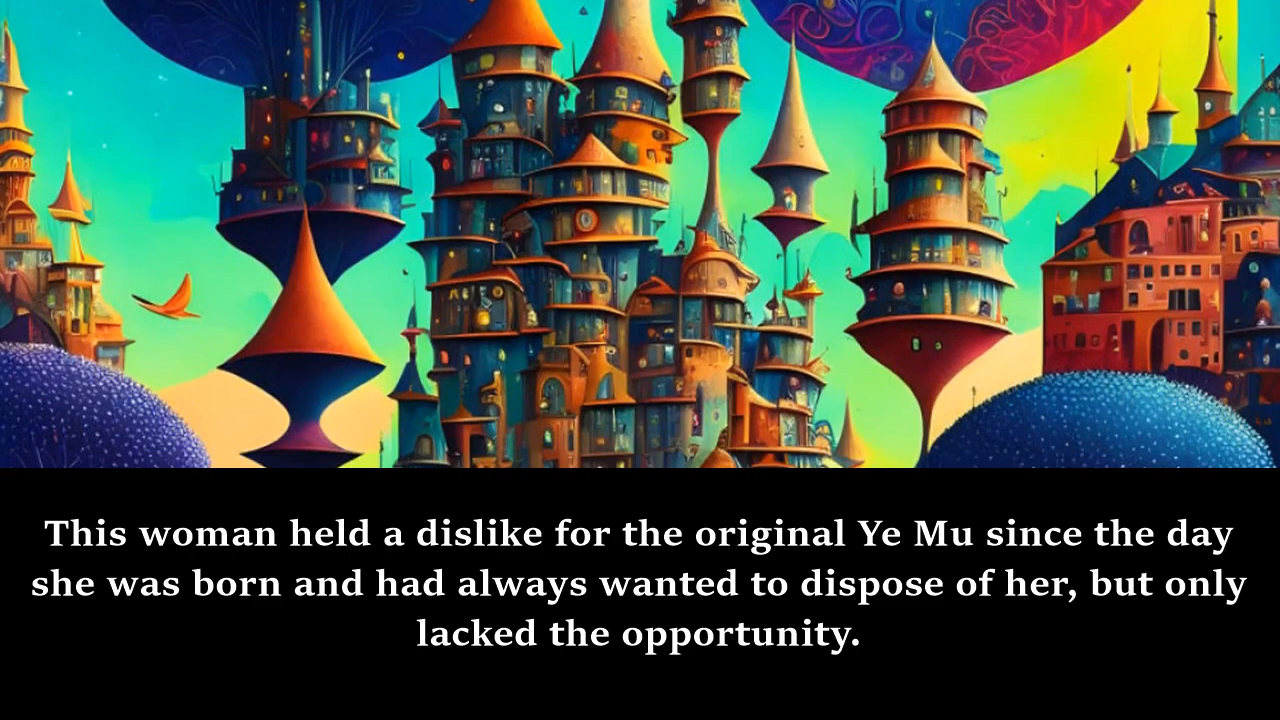 This woman held a dislike for the original Ye Mu since the day
she was born and had always wanted to dispose of her, but only
lacked the opportunity.